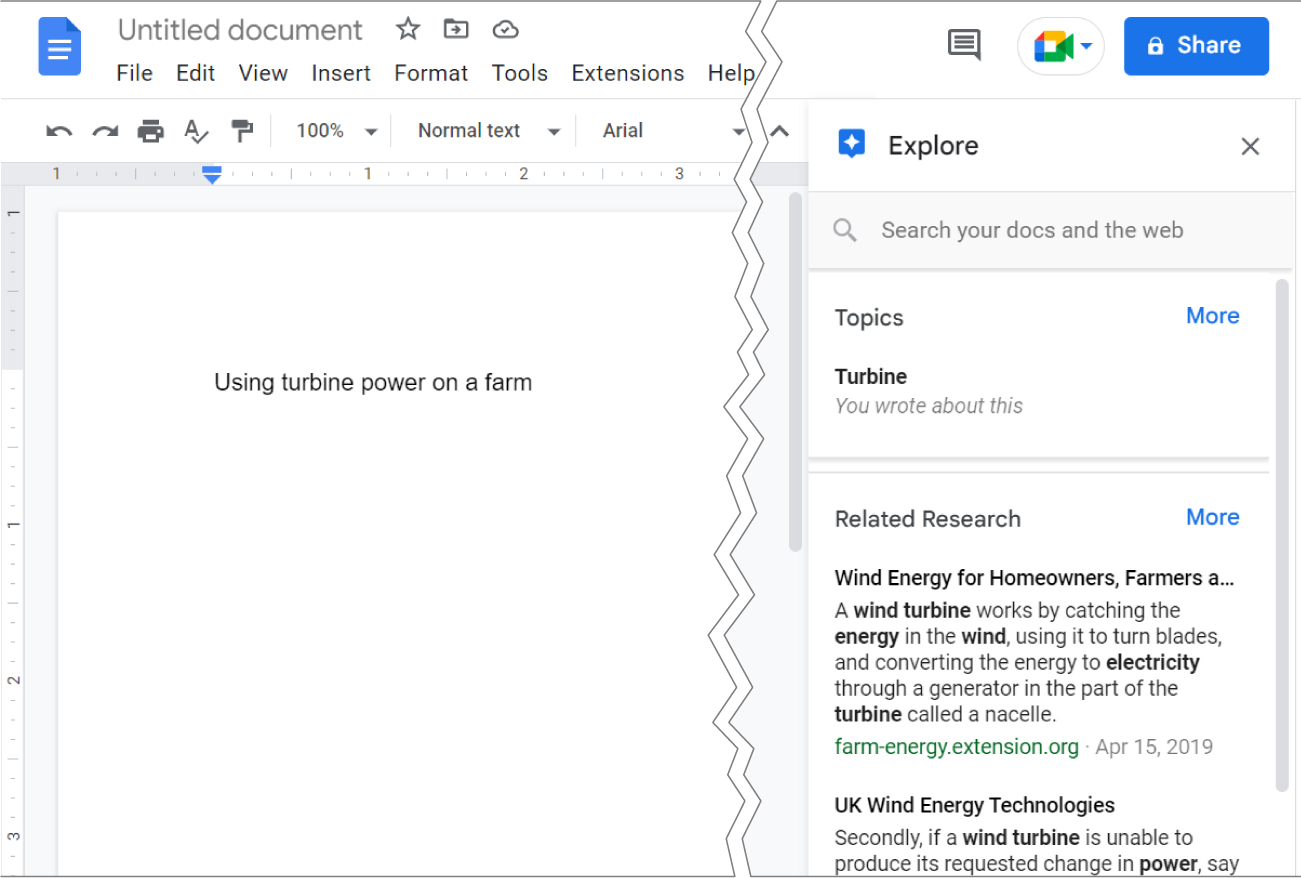 Untitled document
File Edit View Insert Format Tools Extensions Help
Share
100% Normal text Arial
1 1 2 3
Explore
Search your docs and the web
Topics More
Turbine
You wrote about this
Using turbine power on a farm
Related Research More
Wind Energy for Homeowners, Farmers a...
A wind turbine works by catching the
energy in the wind, using it to turn blades,
and converting the energy to electricity
through a generator in the part of the
turbine called a nacelle.
farm-energy.extension.org · Apr 15, 2019
UK Wind Energy Technologies
Secondly, if a wind turbine is unable to
produce its requested change in power, say
1
1
2
3